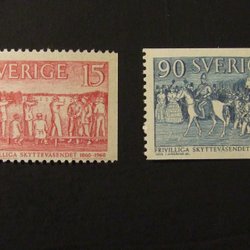 SVERIGE 15
FRIVILLIGA SKYTTEVÄSENDET 1860-1960
90 SVERIGE
FRIVILLIGA SKYTTEVÄSENDET